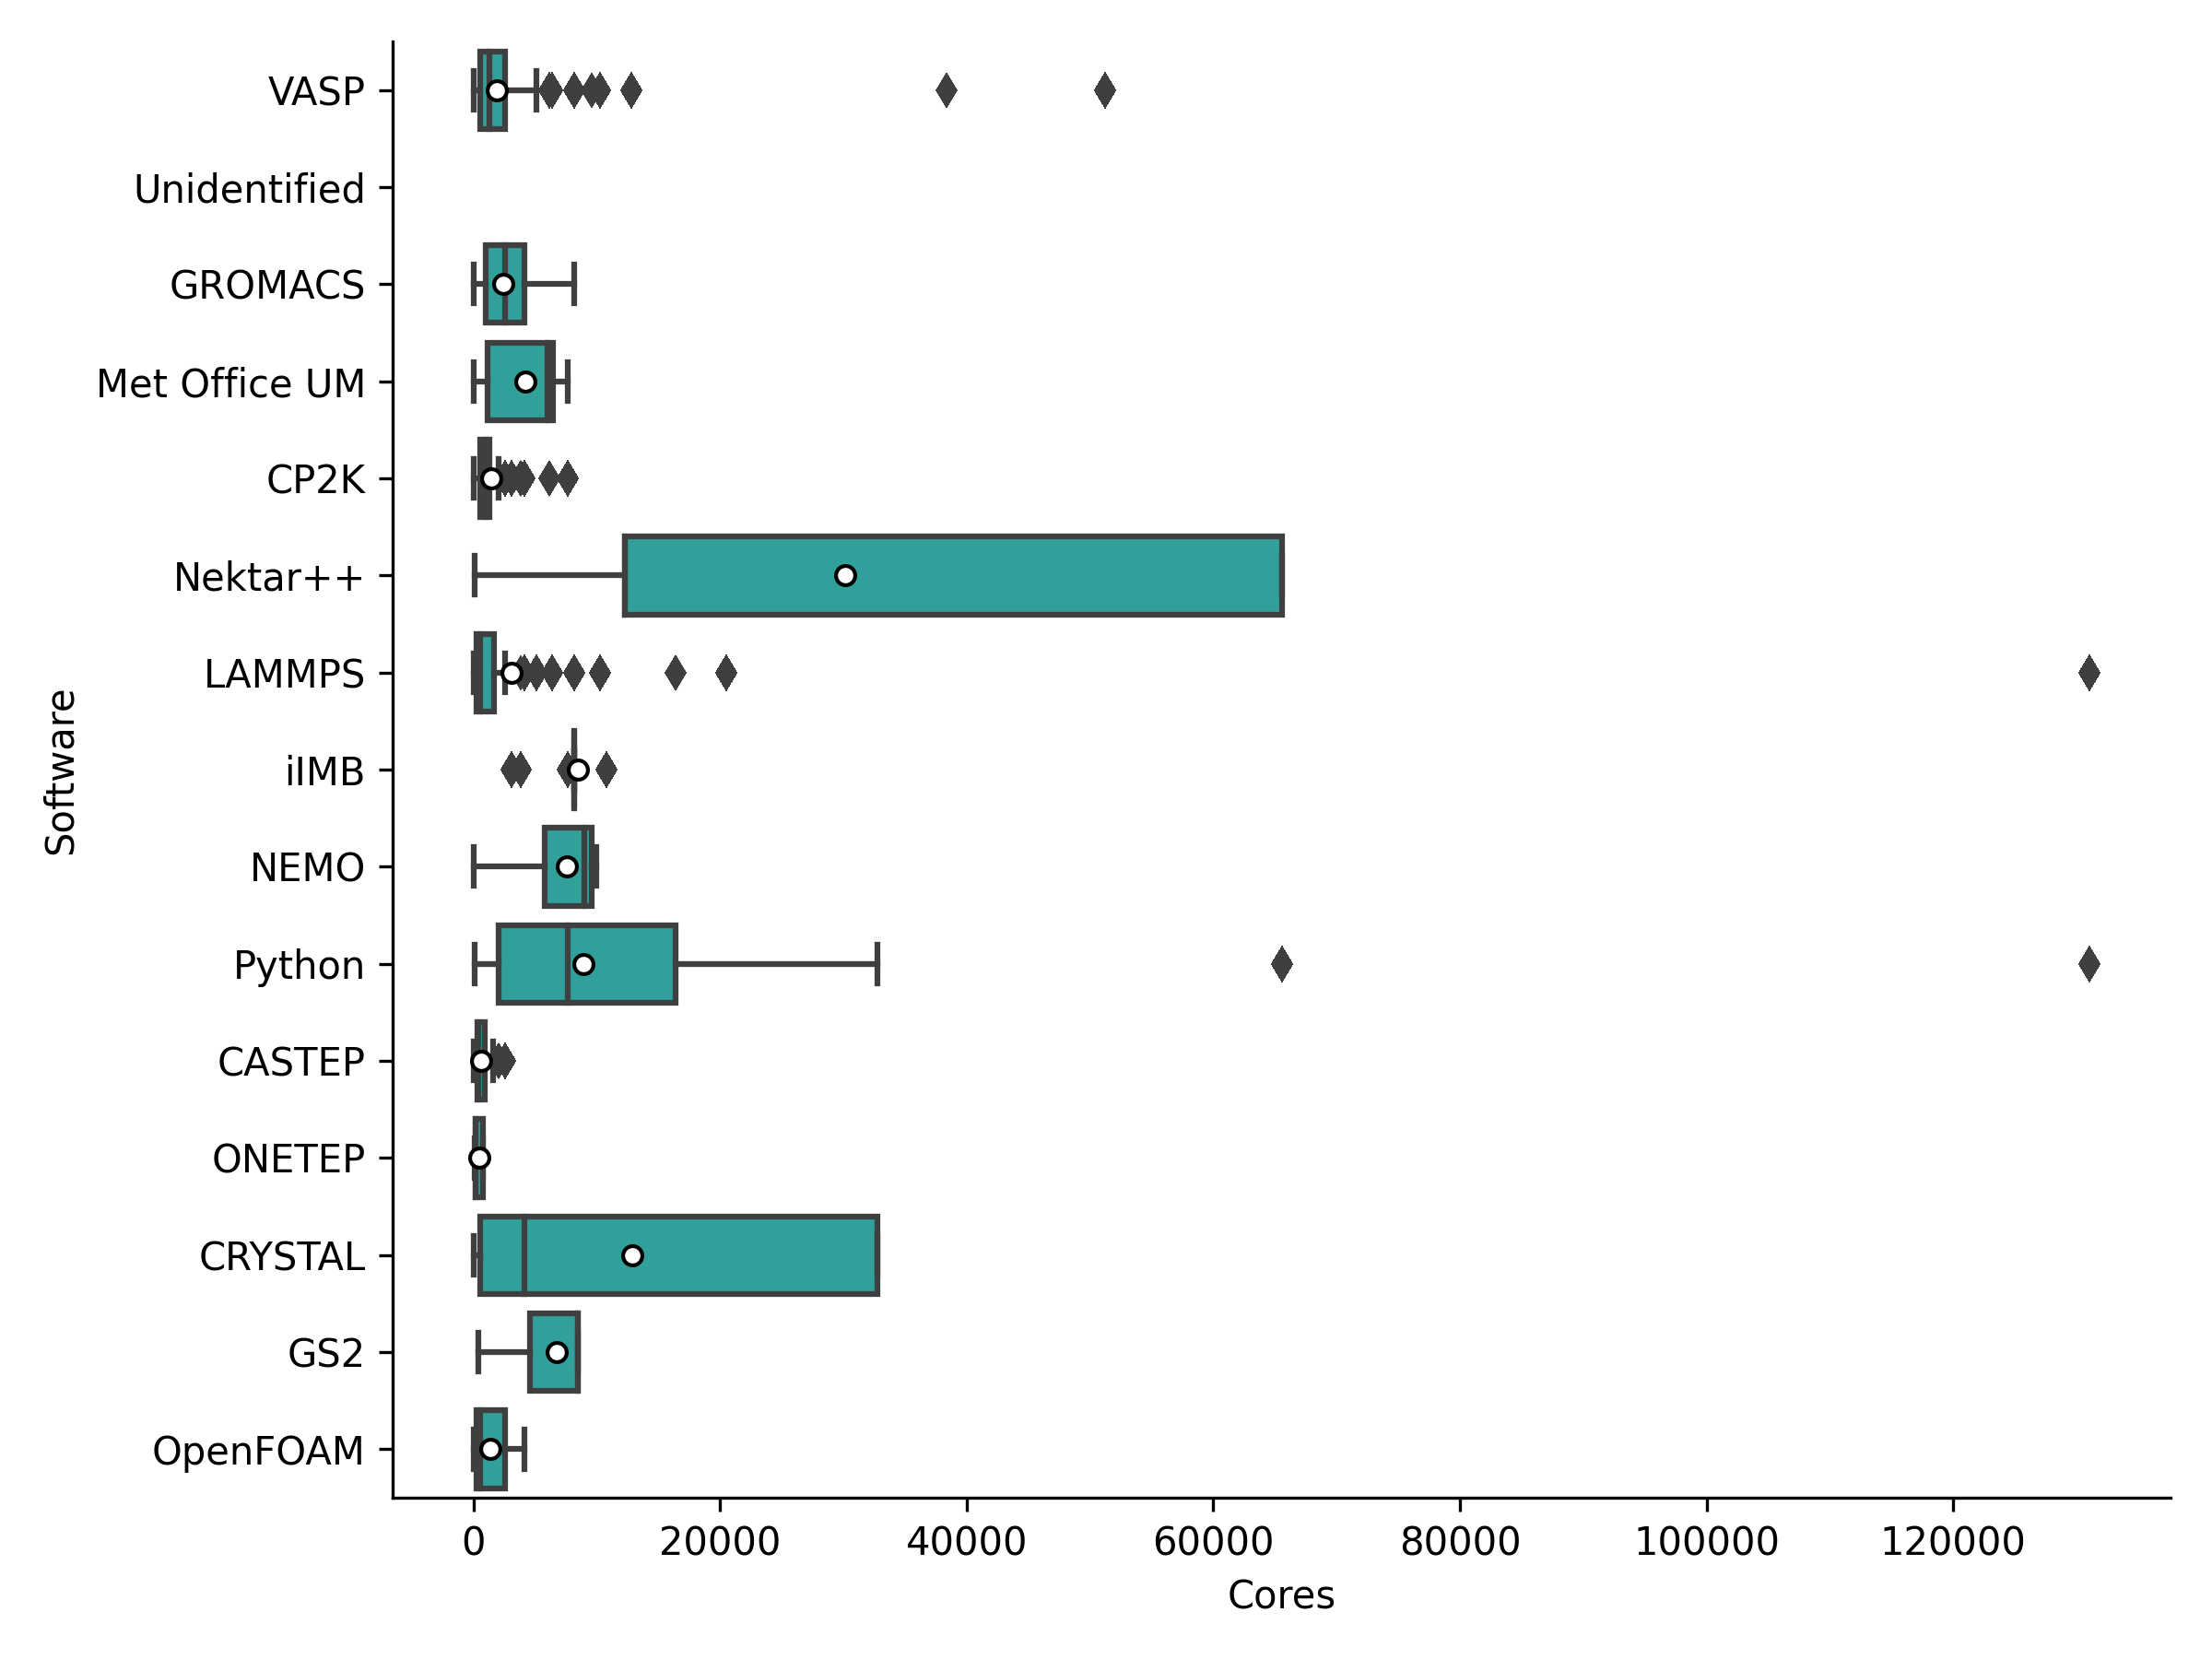 VASP
Unidentified
GROMACS
Met Office UM
CP2K
Nektar++
LAMMPS
iIMB
NEMO
Python
CASTEP
ONETEP
CRYSTAL
GS2
OpenFOAM
Software
0 20000 40000 60000 80000 100000 120000
Cores